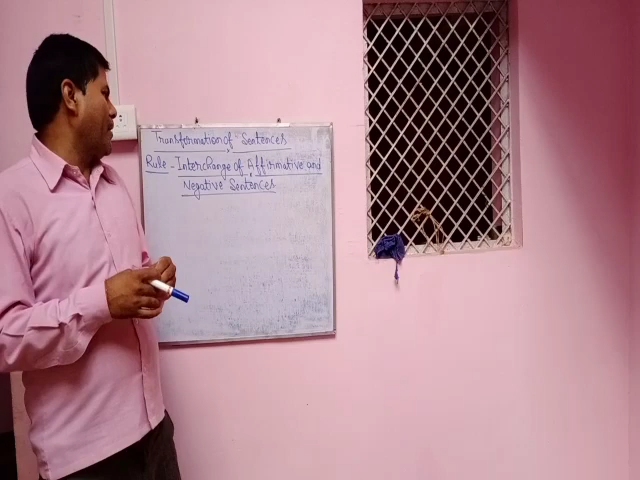 Transformation of Sentences
Rule - Interchange of Affirmative and
Negative Sentences